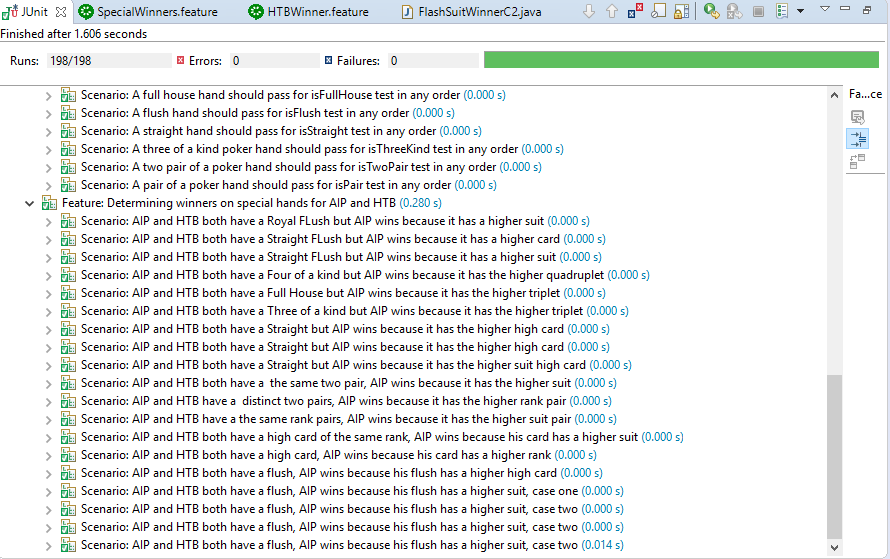 JUnit SpecialWinners.feature HTBWinner.feature FlashSuitWinnerC2.java
Finished after 1.606 seconds
Runs: 198/198 Errors: 0 Failures: 0
Scenario: A full house hand should pass for isFullHouse test in any order (0.000 s) Fa...ce
Scenario: A flush hand should pass for isFlush test in any order (0.000 s)
Scenario: A straight hand should pass for isStraight test in any order (0.000 s)
Scenario: A three of a kind poker hand should pass for isThreeKind test in any order (0.000 s)
Scenario: A two pair of a poker hand should pass for isTwoPair test in any order (0.000 s)
Scenario: A pair of a poker hand should pass for isPair test in any order (0.000 s)
Feature: Determining winners on special hands for AIP and HTB (0.280 s)
Scenario: AIP and HTB both have a Royal FLush but AIP wins because it has a higher suit (0.000 s)
Scenario: AIP and HTB both have a Straight FLush but AIP wins because it has a higher card (0.000 s)
Scenario: AIP and HTB both have a Straight FLush but AIP wins because it has a higher suit (0.000 s)
Scenario: AIP and HTB both have a Four of a kind but AIP wins because it has the higher quadruplet (0.000 s)
Scenario: AIP and HTB both have a Full House but AIP wins because it has the higher triplet (0.000 s)
Scenario: AIP and HTB both have a Three of a kind but AIP wins because it has the higher triplet (0.000 s)
Scenario: AIP and HTB both have a Straight but AIP wins because it has the higher high card (0.000 s)
Scenario: AIP and HTB both have a Straight but AIP wins because it has the higher high card (0.000 s)
Scenario: AIP and HTB both have a Straight but AIP wins because it has the higher suit high card (0.000 s)
Scenario: AIP and HTB both have a  the same two pair, AIP wins because it has the higher suit (0.000 s)
Scenario: AIP and HTB have a  distinct two pairs, AIP wins because it has the higher rank pair (0.000 s)
Scenario: AIP and HTB have a the same rank pairs, AIP wins because it has the higher suit pair (0.000 s)
Scenario: AIP and HTB both have a high card of the same rank, AIP wins because his card has a higher suit (0.000 s)
Scenario: AIP and HTB both have a high card, AIP wins because his card has a higher rank (0.000 s)
Scenario: AIP and HTB both have a flush, AIP wins because his flush has a higher high card (0.000 s)
Scenario: AIP and HTB both have a flush, AIP wins because his flush has a higher suit, case one (0.000 s)
Scenario: AIP and HTB both have a flush, AIP wins because his flush has a higher suit, case two (0.000 s)
Scenario: AIP and HTB both have a flush, AIP wins because his flush has a higher suit, case two (0.000 s)
Scenario: AIP and HTB both have a flush, AIP wins because his flush has a higher suit, case two (0.014 s)